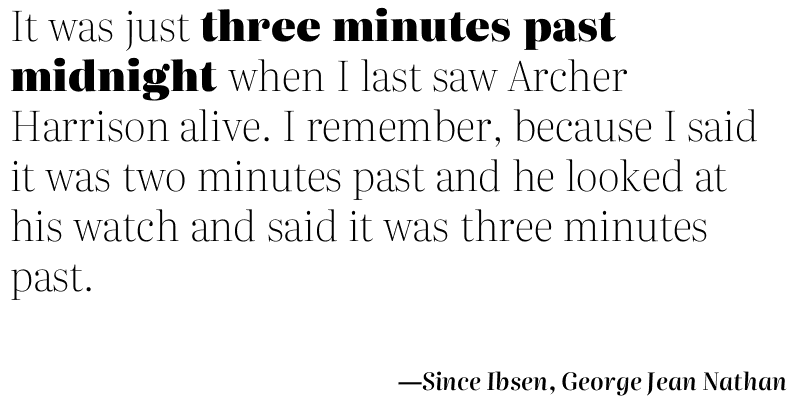 It was just three minutes past
midnight when I last saw Archer
Harrison alive. I remember, because I said
it was two minutes past and he looked at
his watch and said it was three minutes
past.
—Since Ibsen, George Jean Nathan